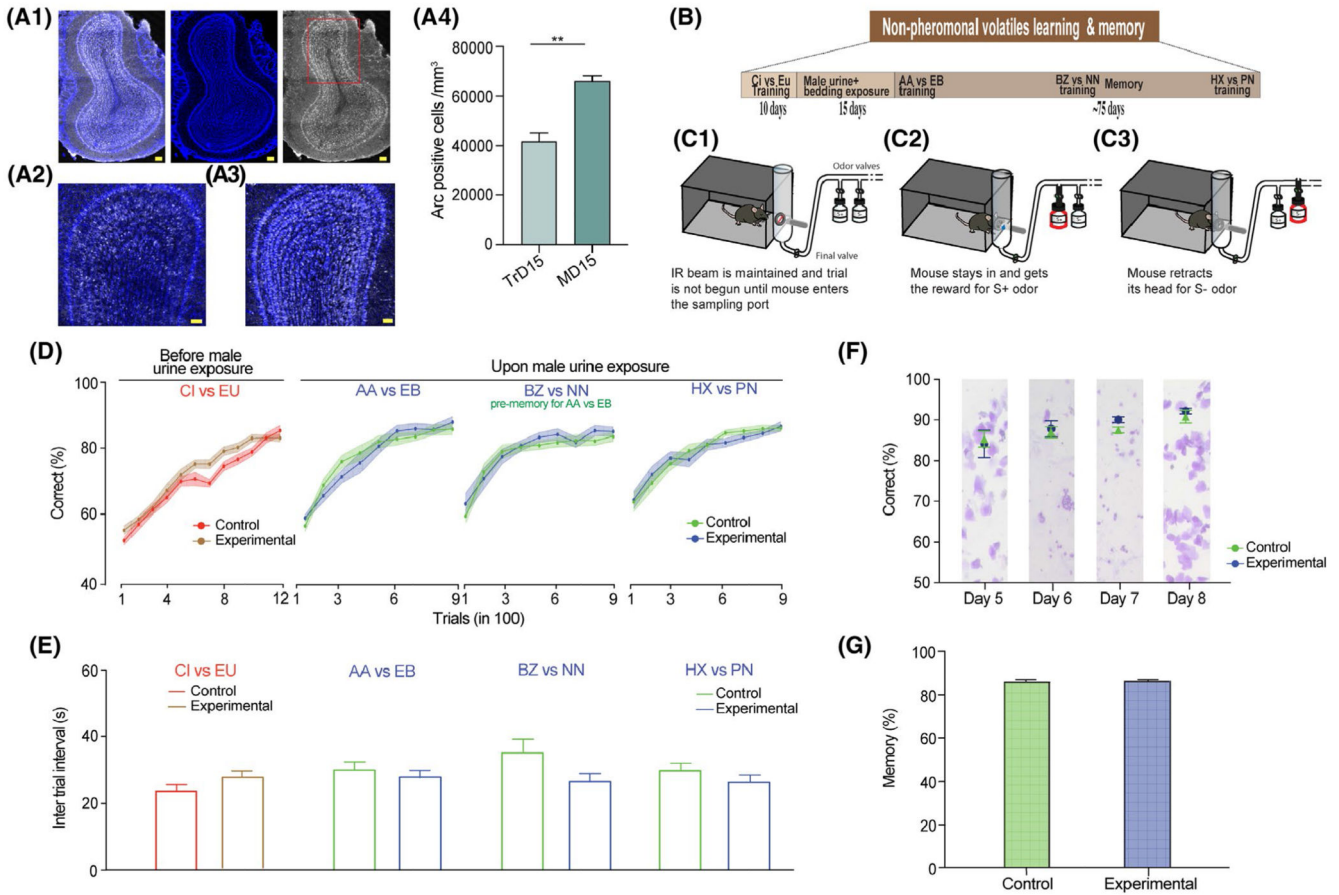 (A1)
(A4)
80000
60000
40000
20000
0
Arc positive cells /mm³
**
TrD15
MD15
(A2)
(A3)
(B)
Non-pheromonal volatiles learning & memory
Ci vs Eu
Training
Male urine+
bedding exposure
AA vs EB
training
BZ vs NN
training
Memory
HX vs PN
training
10 days
15 days
~75 days
(C1)
(C2)
(C3)
Odor valves
Final valve
IR beam is maintained and trial
is not begun until mouse enters
the sampling port
Mouse stays in and gets
the reward for S+ odor
Mouse retracts
its head for S- odor
(D)
Before male
urine exposure
Upon male urine exposure
CI vs EU
AA vs EB
BZ vs NN
pre-memory for AA vs EB
HX vs PN
100
80
60
40
Correct (%)
Control
Experimental
Control
Experimental
1 4 8 12
1 3 6 9
1 3 6 9
1 3 6 9
Trials (in 100)
(E)
60
40
20
0
Inter trial interval (s)
CI vs EU
Control
Experimental
AA vs EB
BZ vs NN
HX vs PN
Control
Experimental
(F)
100
90
80
70
60
50
Correct (%)
Day 5
Day 6
Day 7
Day 8
Control
Experimental
(G)
100
80
60
40
20
0
Memory (%)
Control
Experimental